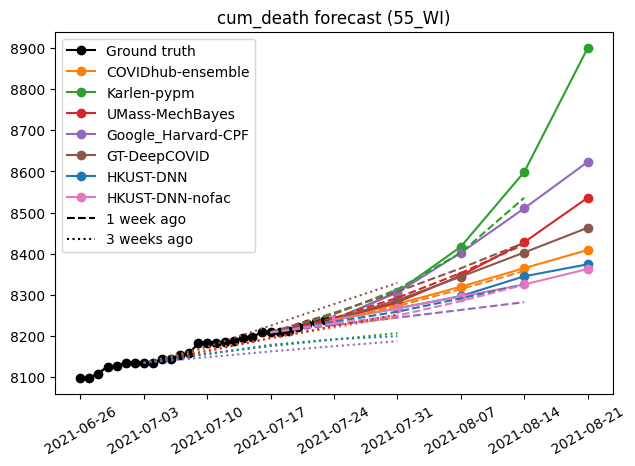 cum_death forecast (55_WI)
8900
8800
8700
8600
8500
8400
8300
8200
8100
Ground truth
COVIDhub-ensemble
Karlen-pypm
UMass-MechBayes
Google_Harvard-CPF
GT-DeepCOVID
HKUST-DNN
HKUST-DNN-nofac
1 week ago
3 weeks ago
2021-06-26
2021-07-03
2021-07-10
2021-07-17
2021-07-24
2021-07-31
2021-08-07
2021-08-14
2021-08-21